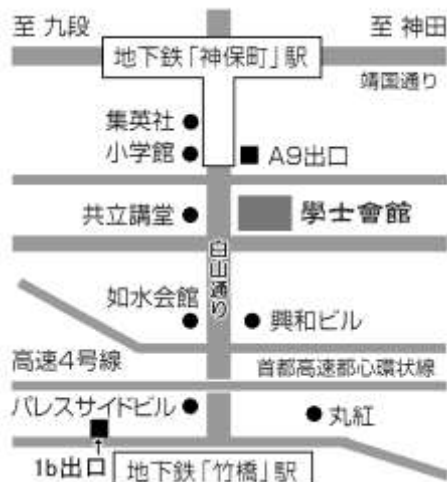 至 九段
至 神田
地下鉄「神保町」駅
靖国通り
集英社
小学館
A9出口
共立講堂
學士會館
白山通り
如水会館
興和ビル
高速4号線
首都高速都心環状線
パレスサイドビル
丸紅
1b出口
地下鉄「竹橋」駅